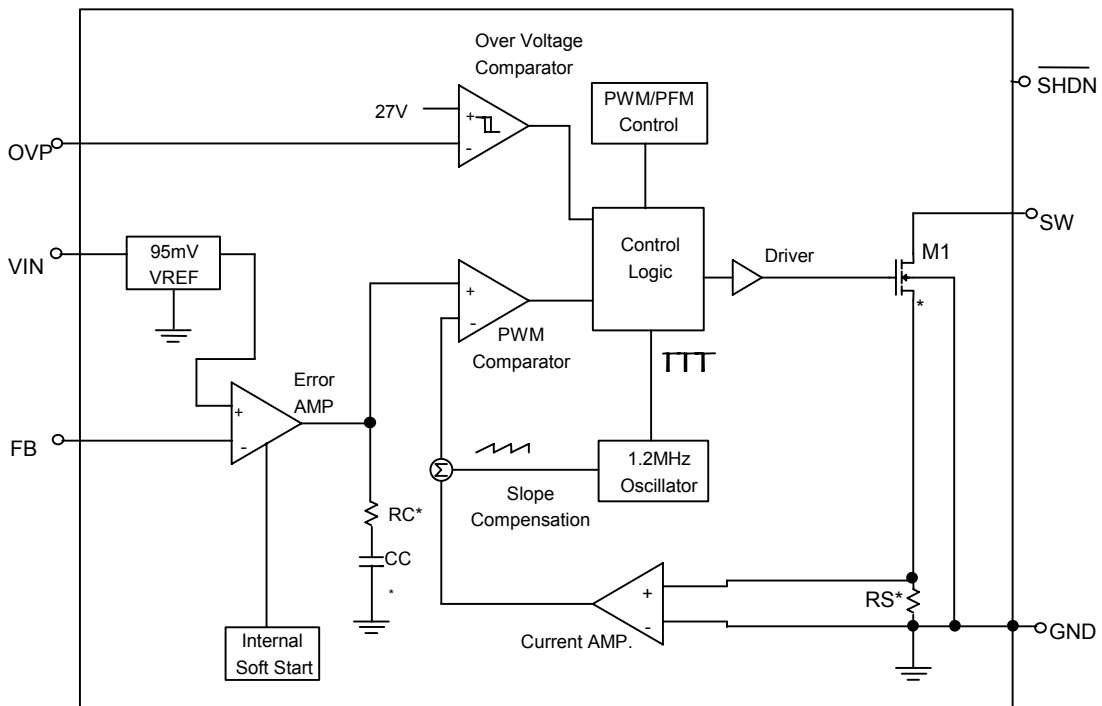 Over Voltage
Comparator
SHDN
27V
+
-
PWM/PFM
Control
OVP
SW
VIN
95mV
VREF
Control
Logic
Driver
M1
*
+
-
PWM
Comparator
Error
AMP
+
-
FB
Σ
1.2MHz
Oscillator
Slope
Compensation
RC*
CC
*
RS*
+
-
Current AMP.
GND
Internal
Soft Start